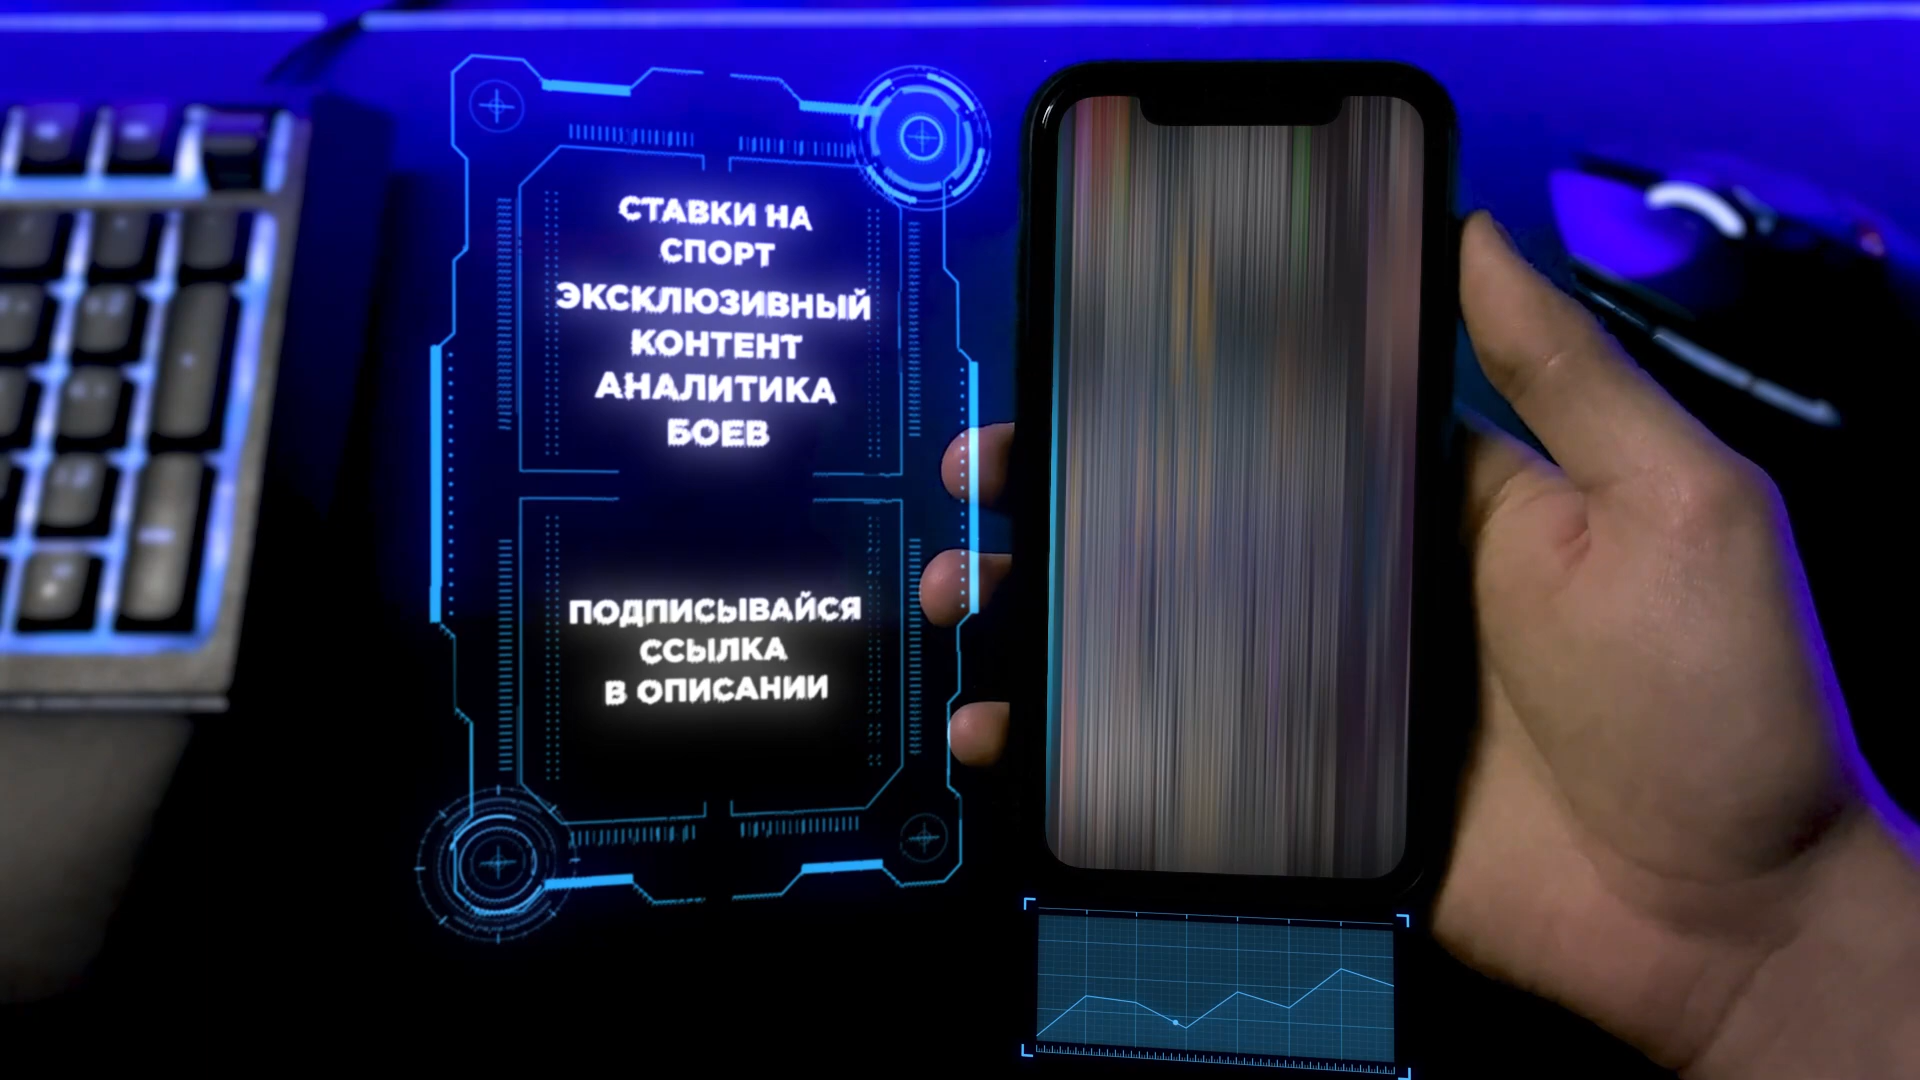 СТАВКИ НА
СПОРТ
ЭКСКЛЮЗИВНЫЙ
КОНТЕНТ
АНАЛИТИКА
БОЕВ
ПОДПИСЫВАЙСЯ
ССЫЛКА
В ОПИСАНИИ